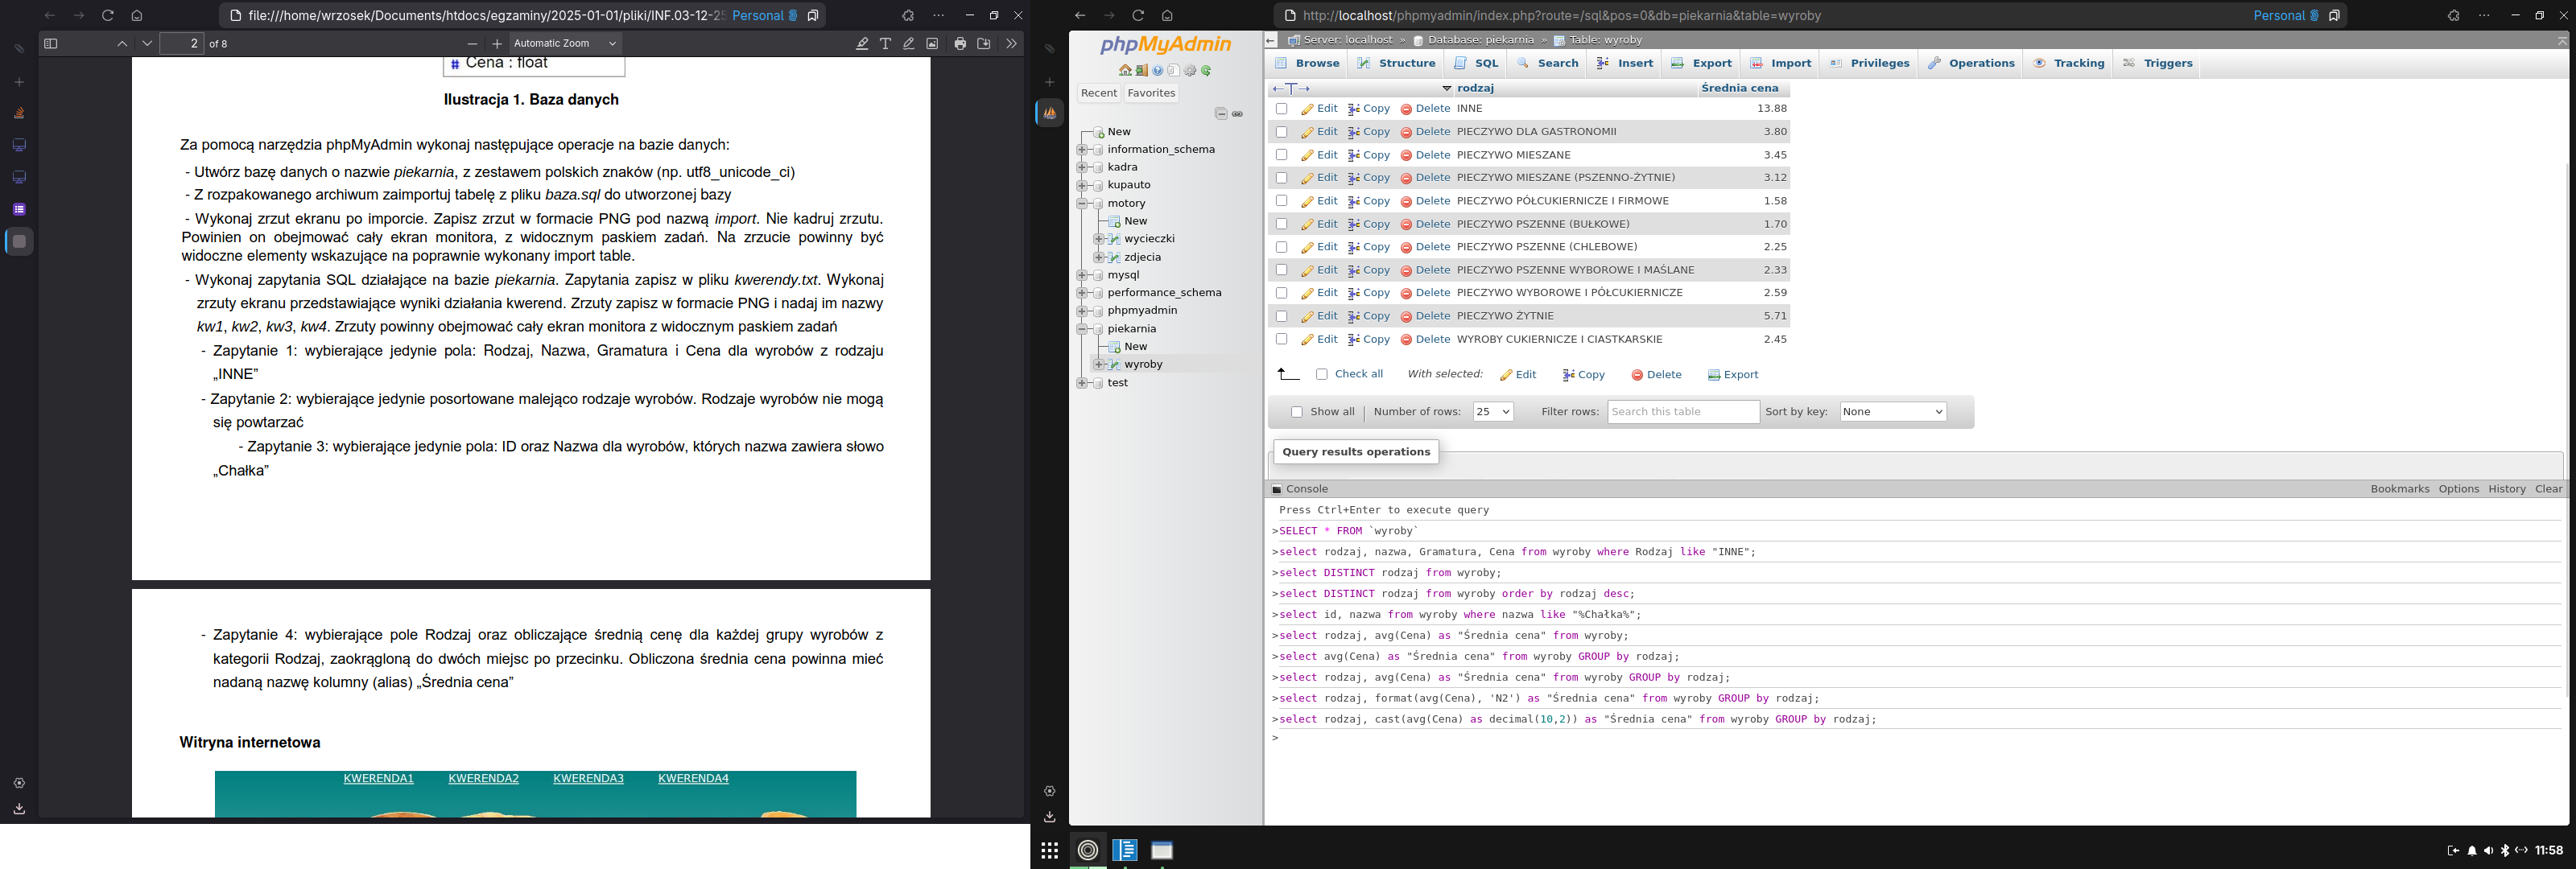 file:///home/wrzosek/Documents/htdocs/egzaminy/2025-01-01/pliki/INF.03-12-25
Personal
2 of 8
Automatic Zoom
# Cena : float
Ilustracja 1. Baza danych
Za pomocą narzędzia phpMyAdmin wykonaj następujące operacje na bazie danych:
- Utwórz bazę danych o nazwie piekarnia, z zestawem polskich znaków (np. utf8_unicode_ci)
- Z rozpakowanego archiwum zaimportuj tabelę z pliku baza.sql do utworzonej bazy
- Wykonaj zrzut ekranu po imporcie. Zapisz zrzut w formacie PNG pod nazwą import. Nie kadruj zrzutu.
Powinien on obejmować cały ekran monitora, z widocznym paskiem zadań. Na zrzucie powinny być
widoczne elementy wskazujące na poprawnie wykonany import table.
- Wykonaj zapytania SQL działające na bazie piekarnia. Zapytania zapisz w pliku kwerendy.txt. Wykonaj
zrzuty ekranu przedstawiające wyniki działania kwerend. Zrzuty zapisz w formacie PNG i nadaj im nazwy
kw1, kw2, kw3, kw4. Zrzuty powinny obejmować cały ekran monitora z widocznym paskiem zadań
- Zapytanie 1: wybierające jedynie pola: Rodzaj, Nazwa, Gramatura i Cena dla wyrobów z rodzaju
„INNE”
- Zapytanie 2: wybierające jedynie posortowane malejąco rodzaje wyrobów. Rodzaje wyrobów nie mogą
się powtarzać
- Zapytanie 3: wybierające jedynie pola: ID oraz Nazwa dla wyrobów, których nazwa zawiera słowo
„Chałka”
- Zapytanie 4: wybierające pole Rodzaj oraz obliczające średnią cenę dla każdej grupy wyrobów z
kategorii Rodzaj, zaokrągloną do dwóch miejsc po przecinku. Obliczona średnia cena powinna mieć
nadaną nazwę kolumny (alias) „Średnia cena”
Witryna internetowa
KWERENDA1 KWERENDA2 KWERENDA3 KWERENDA4
http://localhost/phpmyadmin/index.php?route=/sql&pos=0&db=piekarnia&table=wyroby
Personal
phpMyAdmin
Recent Favorites
New
information_schema
kadra
kupauto
motory
New
wycieczki
zdjecia
mysql
performance_schema
phpmyadmin
piekarnia
New
wyroby
test
Server: localhost » Database: piekarnia » Table: wyroby
Browse Structure SQL Search Insert Export Import Privileges Operations Tracking Triggers
←T→ rodzaj Średnia cena
Edit Copy Delete INNE 13.88
Edit Copy Delete PIECZYWO DLA GASTRONOMII 3.80
Edit Copy Delete PIECZYWO MIESZANE 3.45
Edit Copy Delete PIECZYWO MIESZANE (PSZENNO-ŻYTNIE) 3.12
Edit Copy Delete PIECZYWO PÓŁCUKIERNICZE I FIRMOWE 1.58
Edit Copy Delete PIECZYWO PSZENNE (BUŁKOWE) 1.70
Edit Copy Delete PIECZYWO PSZENNE (CHLEBOWE) 2.25
Edit Copy Delete PIECZYWO PSZENNE WYBOROWE I MAŚLANE 2.33
Edit Copy Delete PIECZYWO WYBOROWE I PÓŁCUKIERNICZE 2.59
Edit Copy Delete PIECZYWO ŻYTNIE 5.71
Edit Copy Delete WYROBY CUKIERNICZE I CIASTKARSKIE 2.45
Check all With selected: Edit Copy Delete Export
Show all Number of rows: 25 Filter rows: Search this table Sort by key: None
Query results operations
Console Bookmarks Options History Clear
Press Ctrl+Enter to execute query
>SELECT * FROM `wyroby`
>select rodzaj, nazwa, Gramatura, Cena from wyroby where Rodzaj like "INNE";
>select DISTINCT rodzaj from wyroby;
>select DISTINCT rodzaj from wyroby order by rodzaj desc;
>select id, nazwa from wyroby where nazwa like "%Chałka%";
>select rodzaj, avg(Cena) as "Średnia cena" from wyroby;
>select avg(Cena) as "Średnia cena" from wyroby GROUP by rodzaj;
>select rodzaj, avg(Cena) as "Średnia cena" from wyroby GROUP by rodzaj;
>select rodzaj, format(avg(Cena), 'N2') as "Średnia cena" from wyroby GROUP by rodzaj;
>select rodzaj, cast(avg(Cena) as decimal(10,2)) as "Średnia cena" from wyroby GROUP by rodzaj;
>
11:58